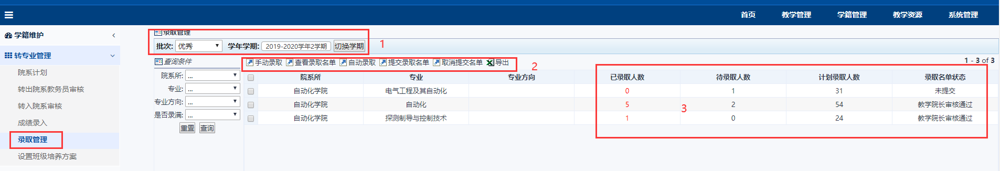 首页 教学管理 学籍管理 教学资源 系统管理
学籍维护
转专业管理
院系计划
转出院系教务员审核
转入院系审核
成绩录入
录取管理
设置班级培养方案
录取管理
批次: 优秀 学年学期: 2019-2020学年2学期 切换学期 1
查询条件
院系所: ...
专业: ...
专业方向: ...
是否录满: ...
重置 查询
手动录取 查看录取名单 自动录取 提交录取名单 取消提交名单 导出 2
1 - 3 of 3
院系所 专业 专业方向 已录取人数 待录取人数 计划录取人数 录取名单状态
自动化学院 电气工程及其自动化 0 1 31 未提交
自动化学院 自动化 5 2 54 教学院长审核通过
3
自动化学院 探测制导与控制技术 1 0 24 教学院长审核通过